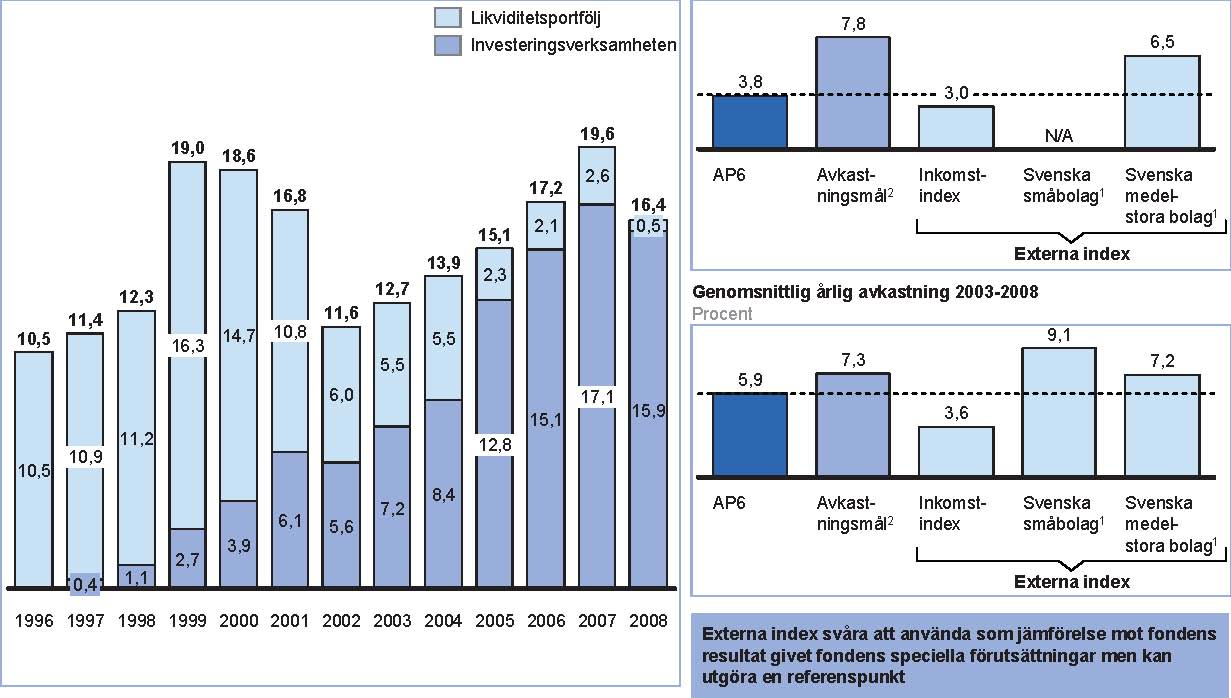 Likviditetsportfölj
Investeringsverksamheten
10,5
11,4
12,3
19,0
18,6
16,8
11,6
12,7
13,9
15,1
17,2
19,6
16,4
10,5
10,9
11,2
16,3
14,7
10,8
6,0
5,5
5,5
2,3
2,1
2,6
0,5
0,4
1,1
2,7
3,9
6,1
5,6
7,2
8,4
12,8
15,1
17,1
15,9
1996 1997 1998 1999 2000 2001 2002 2003 2004 2005 2006 2007 2008
3,8 7,8 3,0 N/A 6,5
AP6 Avkast- Inkomst- Svenska Svenska
ningsmål2 index småbolag1 medel-
stora bolag1
Externa index
Genomsnittlig årlig avkastning 2003-2008
Procent
5,9 7,3 3,6 9,1 7,2
AP6 Avkast- Inkomst- Svenska Svenska
ningsmål2 index småbolag1 medel-
stora bolag1
Externa index
Externa index svåra att använda som jämförelse mot fondens
resultat givet fondens speciella förutsättningar men kan
utgöra en referenspunkt